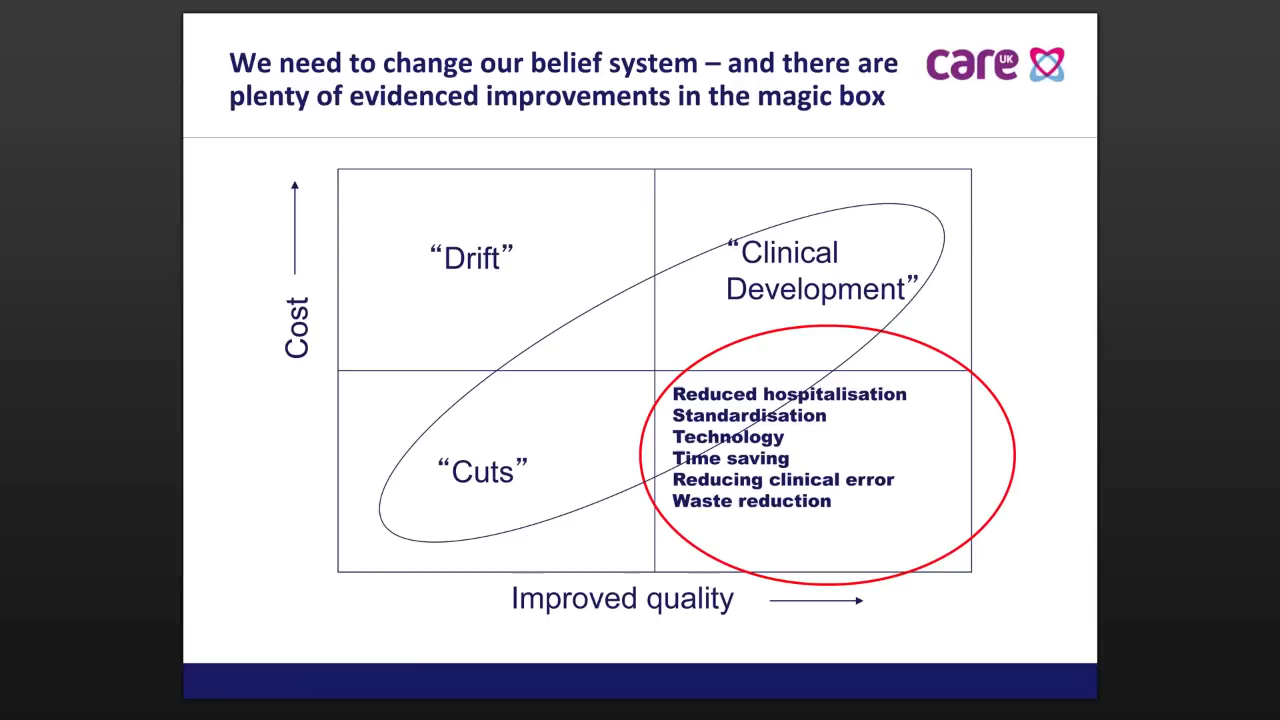 We need to change our belief system – and there are
plenty of evidenced improvements in the magic box
care UK
“Drift”
“Clinical
Development”
Cost
Reduced hospitalisation
Standardisation
Technology
Time saving
Reducing clinical error
Waste reduction
“Cuts”
Improved quality